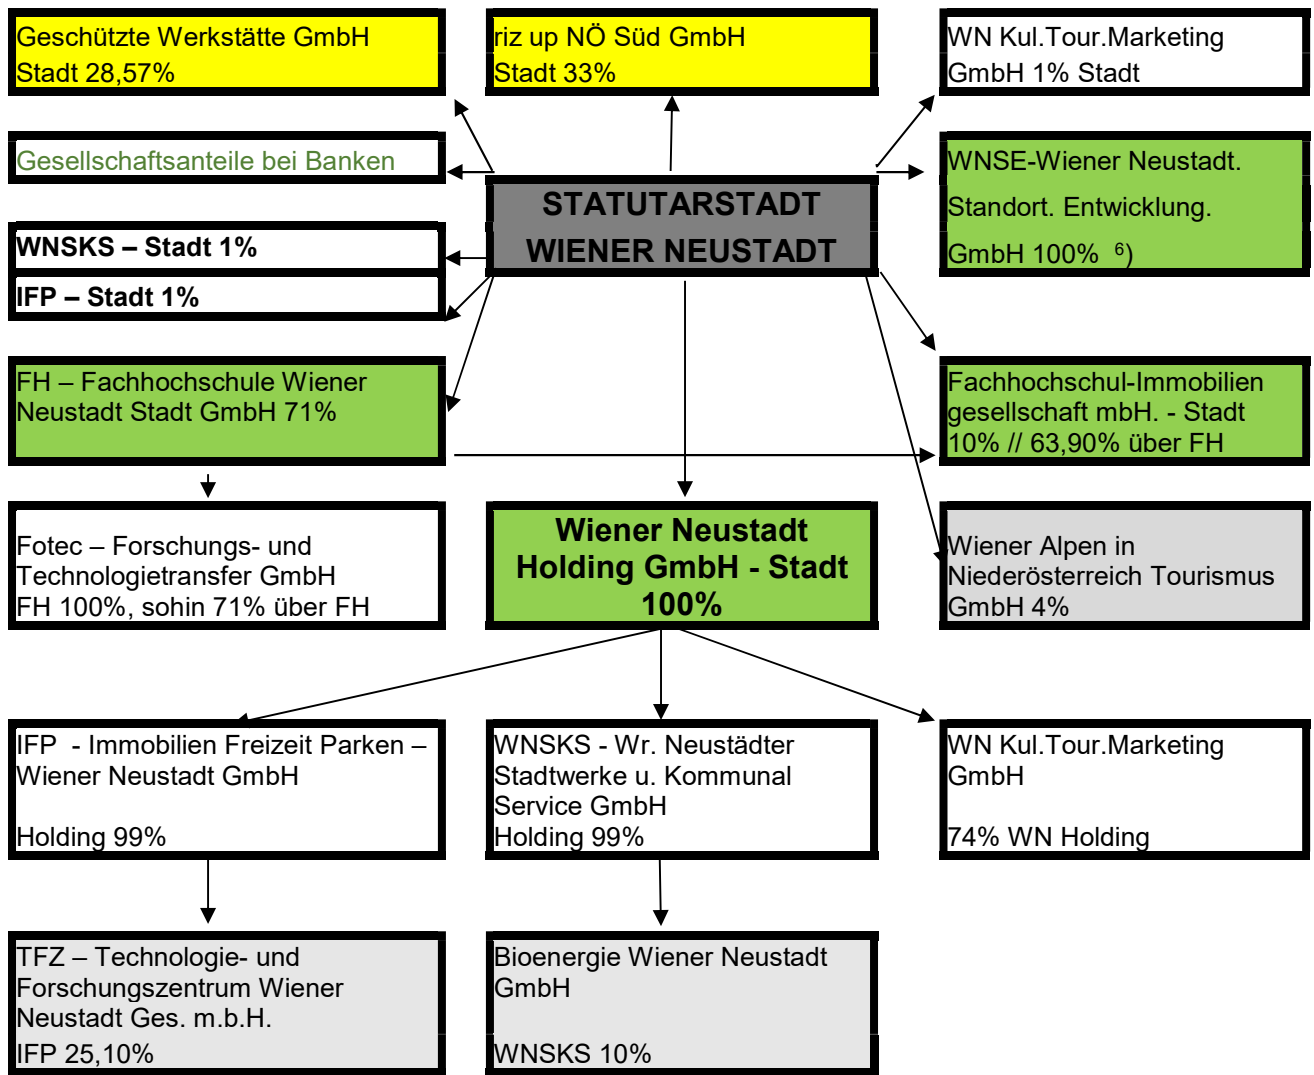 Geschützte Werkstätte GmbH
Stadt 28,57%
riz up NÖ Süd GmbH
Stadt 33%
WN Kul.Tour.Marketing
GmbH 1% Stadt
Gesellschaftsanteile bei Banken
WNSE-Wiener Neustadt.
Standort. Entwicklung.
GmbH 100% ⁶)
STATUTARSTADT
WIENER NEUSTADT
WNSKS – Stadt 1%
IFP – Stadt 1%
FH – Fachhochschule Wiener
Neustadt Stadt GmbH 71%
Fachhochschul-Immobilien
gesellschaft mbH. - Stadt
10% // 63,90% über FH
Fotec – Forschungs- und
Technologietransfer GmbH
FH 100%, sohin 71% über FH
Wiener Neustadt
Holding GmbH - Stadt
100%
Wiener Alpen in
Niederösterreich Tourismus
GmbH 4%
IFP - Immobilien Freizeit Parken –
Wiener Neustadt GmbH
Holding 99%
WNSKS - Wr. Neustädter
Stadtwerke u. Kommunal
Service GmbH
Holding 99%
WN Kul.Tour.Marketing
GmbH
74% WN Holding
TFZ – Technologie- und
Forschungszentrum Wiener
Neustadt Ges. m.b.H.
IFP 25,10%
Bioenergie Wiener Neustadt
GmbH
WNSKS 10%